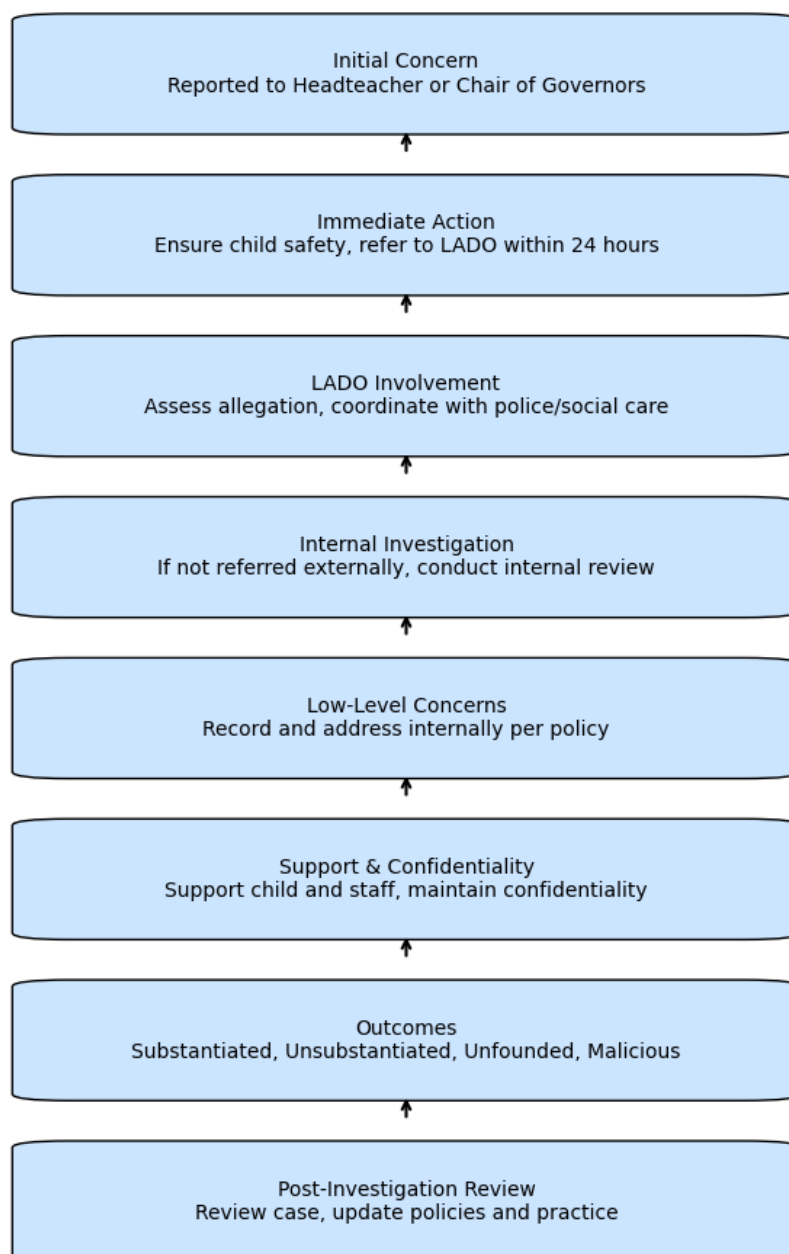 Initial Concern
Reported to Headteacher or Chair of Governors
Immediate Action
Ensure child safety, refer to LADO within 24 hours
LADO Involvement
Assess allegation, coordinate with police/social care
Internal Investigation
If not referred externally, conduct internal review
Low-Level Concerns
Record and address internally per policy
Support & Confidentiality
Support child and staff, maintain confidentiality
Outcomes
Substantiated, Unsubstantiated, Unfounded, Malicious
Post-Investigation Review
Review case, update policies and practice